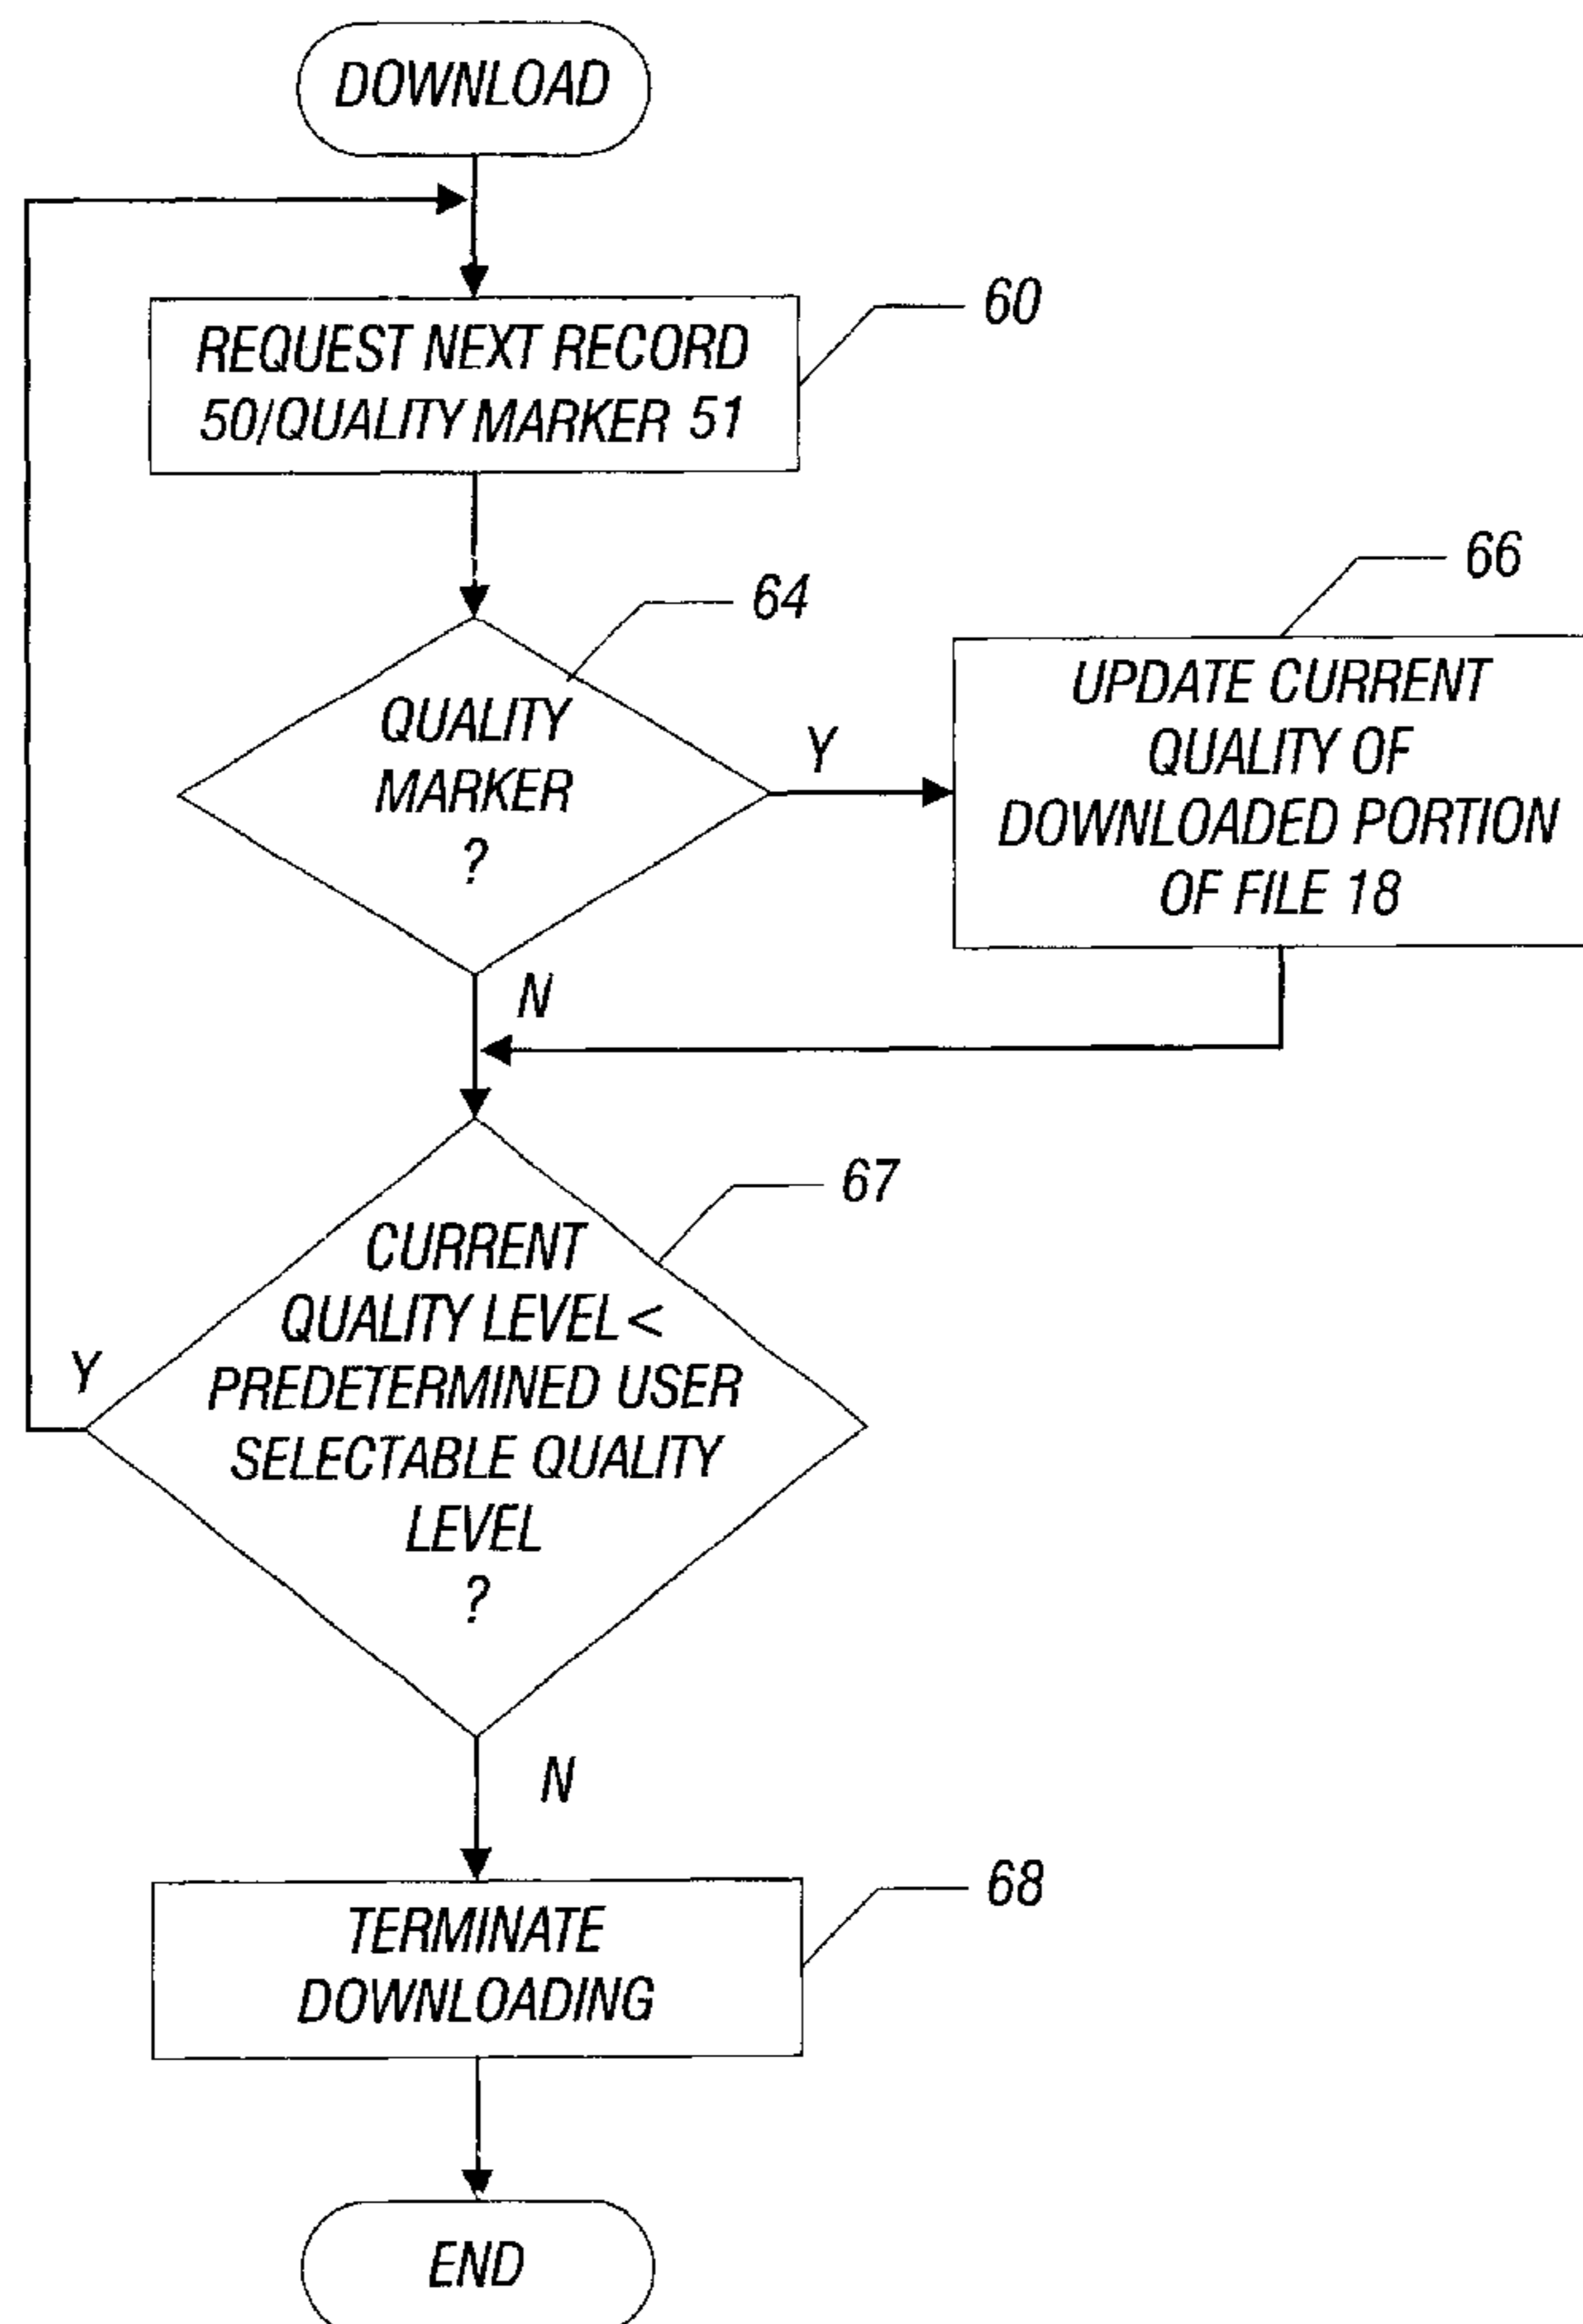 DOWNLOAD
REQUEST NEXT RECORD
50/QUALITY MARKER 51
60
QUALITY
MARKER
?
64
Y
N
UPDATE CURRENT
QUALITY OF
DOWNLOADED PORTION
OF FILE 18
66
CURRENT
QUALITY LEVEL <
PREDETERMINED USER
SELECTABLE QUALITY
LEVEL
?
67
Y
N
TERMINATE
DOWNLOADING
68
END